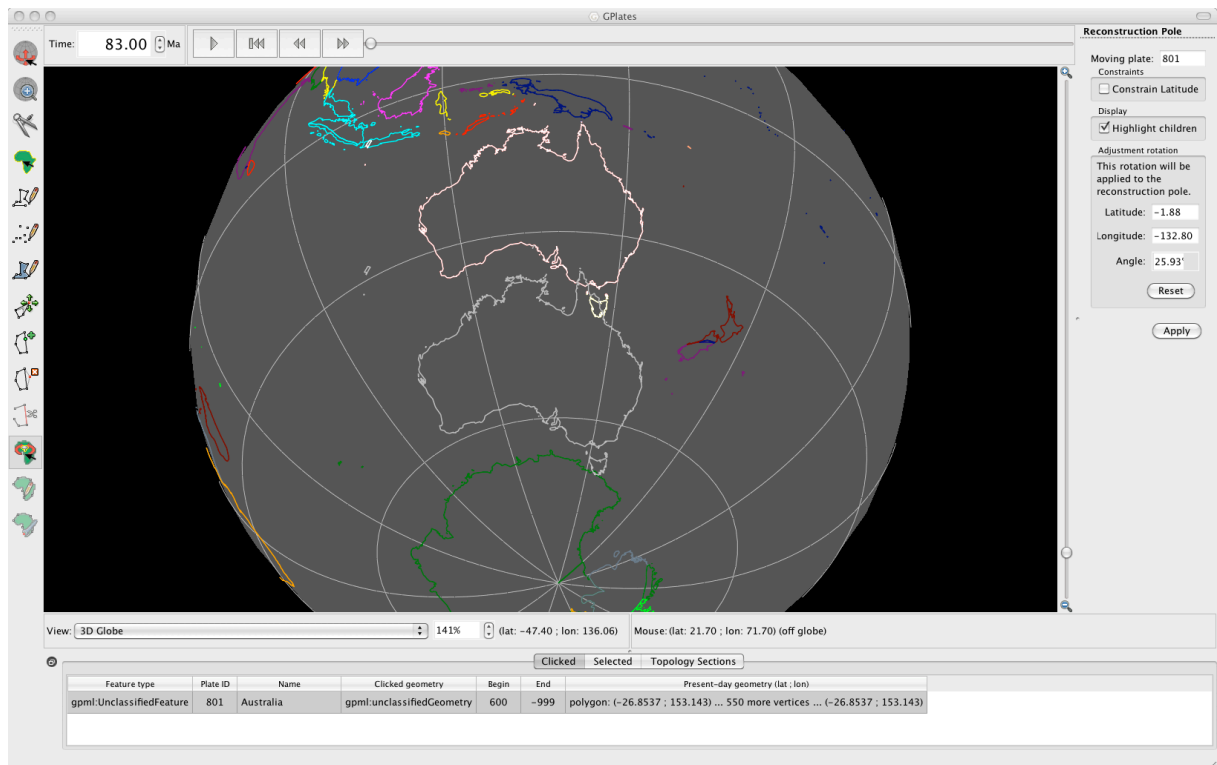 GPlates
Time: 83.00 Ma
Reconstruction Pole
Moving plate: 801
Constraints
Constrain Latitude
Display
Highlight children
Adjustment rotation
This rotation will be
applied to the
reconstruction pole.
Latitude: -1.88
Longitude: -132.80
Angle: 25.93°
Reset
Apply
View: 3D Globe 141% (lat: -47.40 ; lon: 136.06) Mouse: (lat: 21.70 ; lon: 71.70) (off globe)
Clicked Selected Topology Sections
Feature type Plate ID Name Clicked geometry Begin End Present-day geometry (lat ; lon)
gpml:UnclassifiedFeature 801 Australia gpml:unclassifiedGeometry 600 -999 polygon: (-26.8537 ; 153.143) ... 550 more vertices ... (-26.8537 ; 153.143)